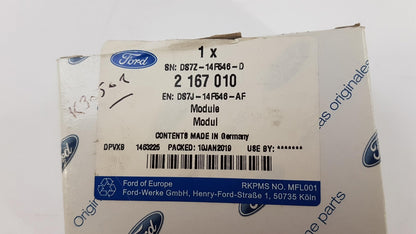 Ford
1 x
SN: DS7Z-14F546-D
2 167 010
EN: DS7J-14F546-AF
Module
Modul
CONTENTS MADE IN Germany
DPVX8 1463225 PACKED: 10JAN2019 USE BY: *******
Ford of Europe RKPMS NO. MFL001
Ford-Werke GmbH, Henry-Ford-Straße 1, 50735 Köln
Original
originales
Ford